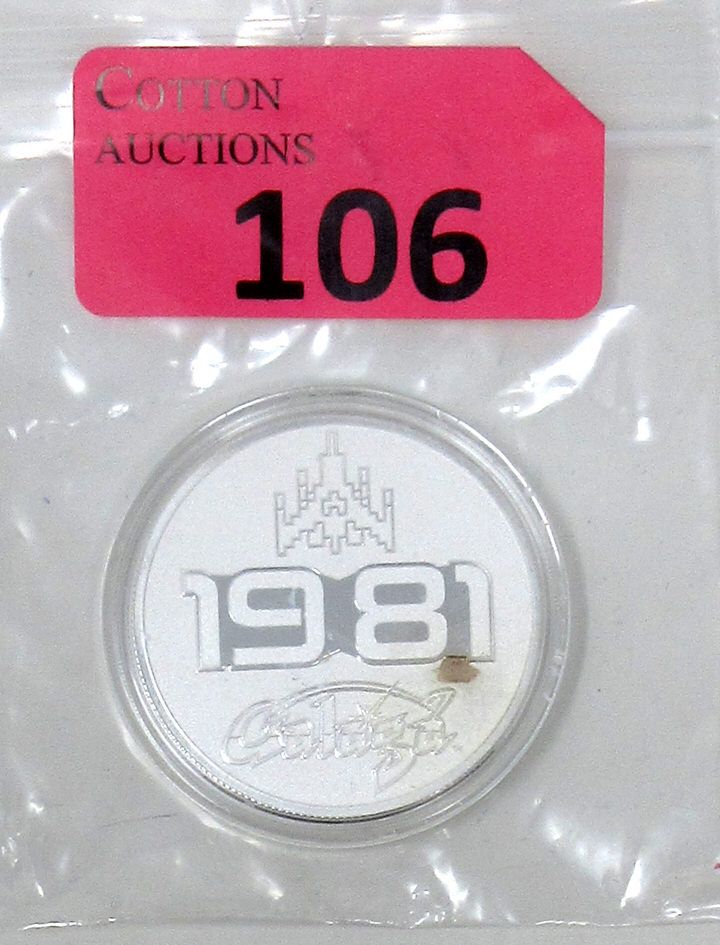 COTTON
AUCTIONS
106
1981
Galaga